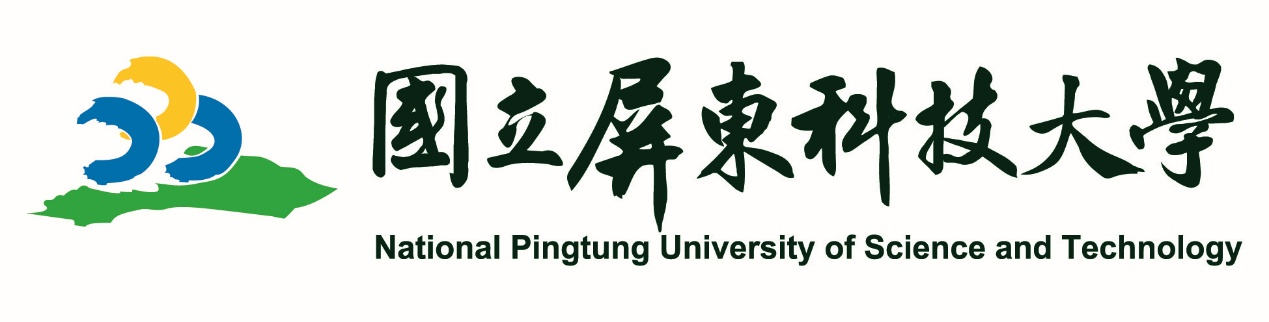 國立屏東科技大學
National Pingtung University of Science and Technology